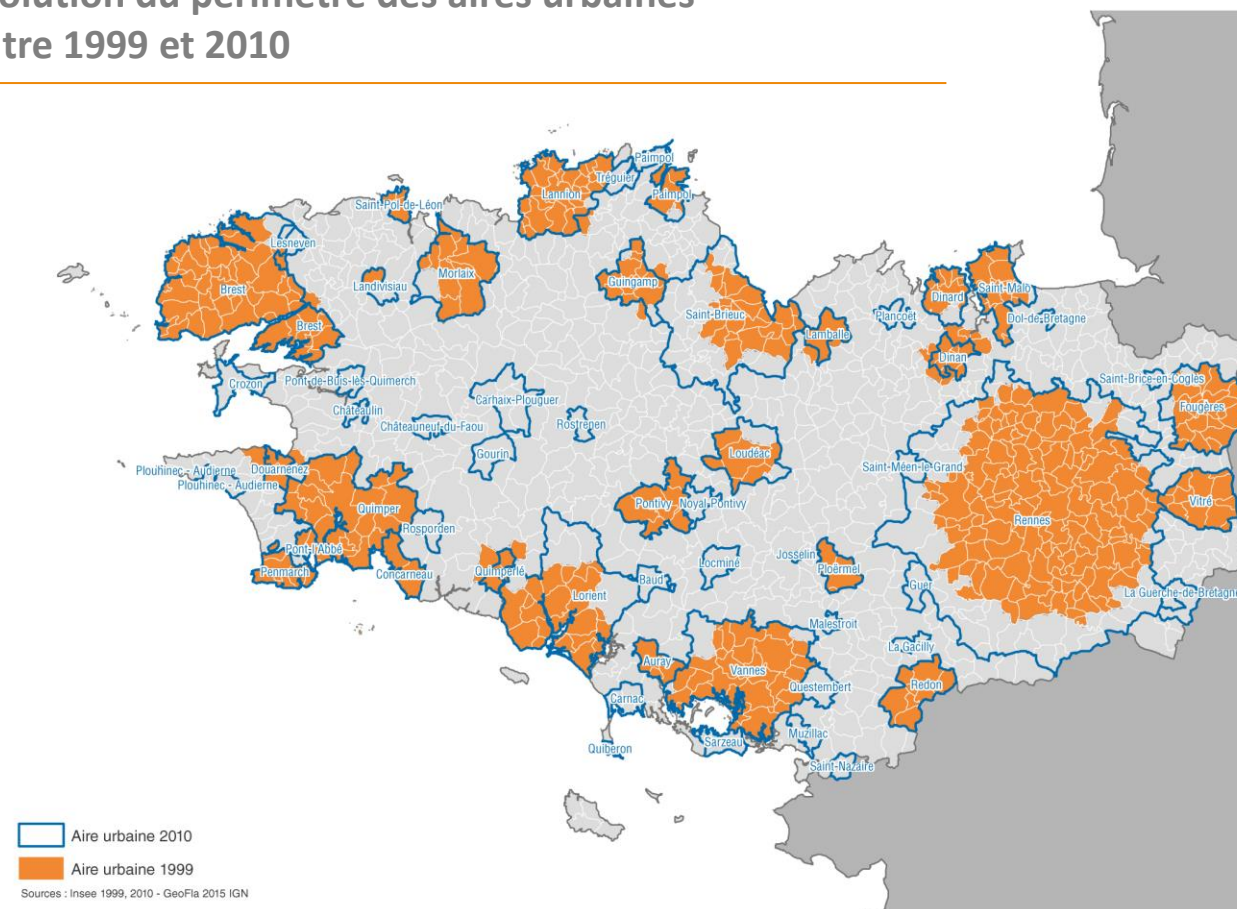 olution du périmètre des aires urbaines
tre 1999 et 2010
Paimpol
Tréguier
Lannion
Paimpol
Saint-Pol-de-Léon
Lesneven
Morlaix
Landivisiau
Guingamp
Brest
Saint-Brieuc
Brest
Lamballe
Plancoët
Dinard
Saint-Malo
Dol-de-Bretagne
Dinan
Saint-Brice-en-Cogles
Fougères
Crozon
Pont-de-Buis-lès-Quimerch
Carhaix-Plouguer
Châteaulin
Châteauneuf-du-Faou
Rostrenen
Gourin
Loudéac
Saint-Méen-le-Grand
Plouhinec - Audierne
Douarnenez
Plouhinec - Audierne
Quimper
Pontivy
Noyal-Pontivy
Vitré
Rennes
Rosporden
Pont-l'Abbé
Josselin
Locminé
Ploërmel
Penmarch
Concarneau
Quimperlé
Baud
Lorient
Guer
La Guerche-de-Bretagne
Malestroit
La Gacilly
Auray
Vannes
Questembert
Redon
Carnac
Muzillac
Sarzeau
Quiberon
Saint-Nazaire
Aire urbaine 2010
Aire urbaine 1999
Sources : Insee 1999, 2010 - GeoFla 2015 IGN